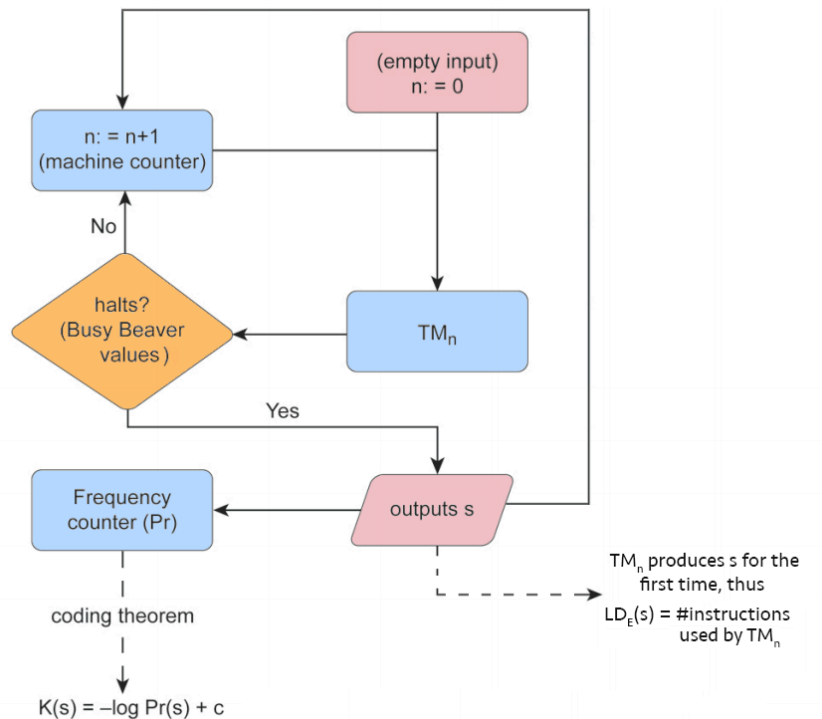 (empty input)
n: = 0
n: = n+1
(machine counter)
No
halts?
(Busy Beaver
values)
TMₙ
Yes
Frequency
counter (Pr)
outputs s
TMₙ produces s for the
first time, thus
LD_E(s) = #instructions
used by TMₙ
coding theorem
K(s) = –log Pr(s) + c